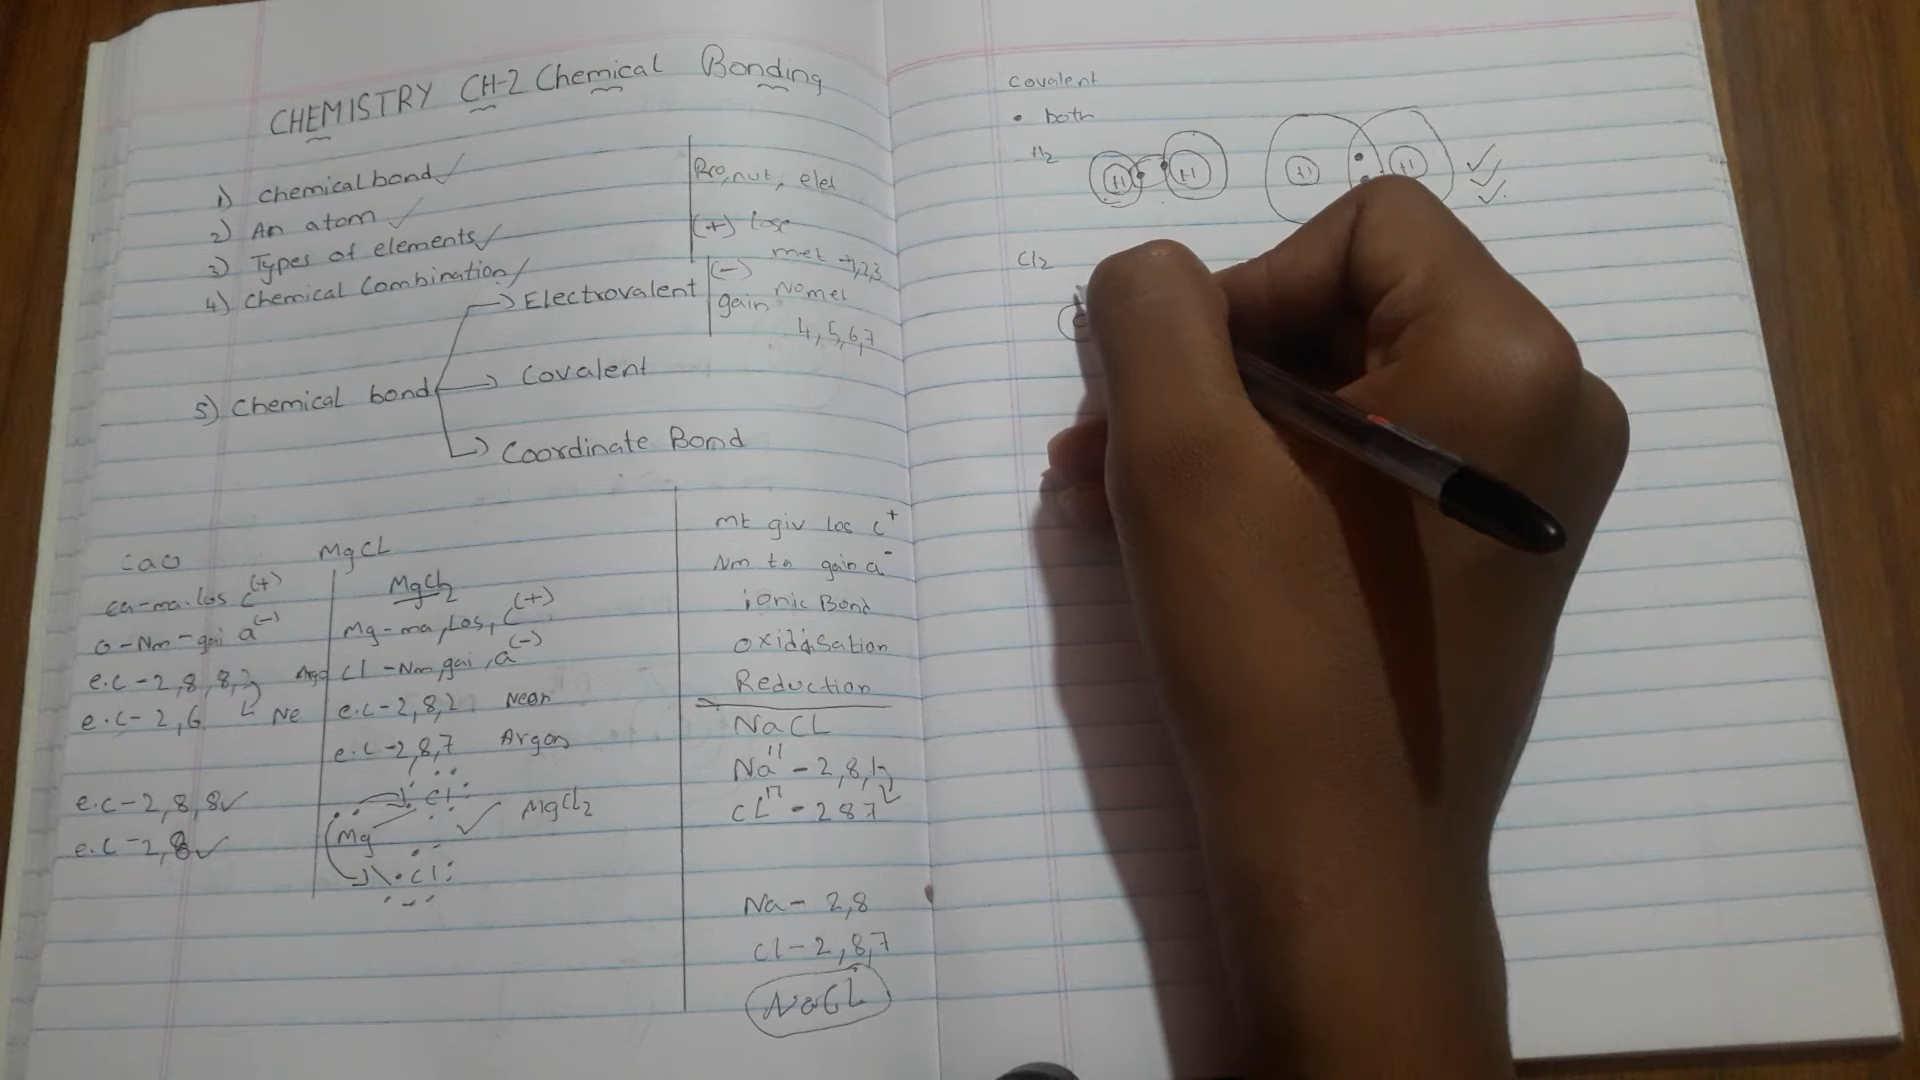 CHEMISTRY CH-2 Chemical Bonding
1) Chemical bond ✓
2) An atom ✓
3) Types of elements ✓
4) Chemical Combination ✓
5) Chemical bond
→ Electrovalent
→ Covalent
→ Coordinate Bond
Pro, nut, elet
(+) lose
met →1,2,3
(-) Nomet
gain
4, 5, 6, 7
CaO
Ca-ma.los c(+)
O-Nm-gai a(-)
e.c-2,8,8,2 Argo
e.c-2,6 Ne
e.c-2,8,8✓
e.c-2,8✓
MgCL
MgCl2
Mg-ma, Los, c(+)
Cl-Nm, gai, a(-)
e.c-2,8,2 Neon
e.c-2,8,7 Argon
Cl
Mg ✓ MgCl2
Cl
mt giv Los c+
Nm ta gain a-
ionic Bond
oxidisation
Reduction
NaCL
Na11 - 2,8,1
CL17 - 2 8 7
Na- 2,8
Cl-2,8,7
NaCl
Covalent
• both
H2
H H H H ✓✓
Cl2